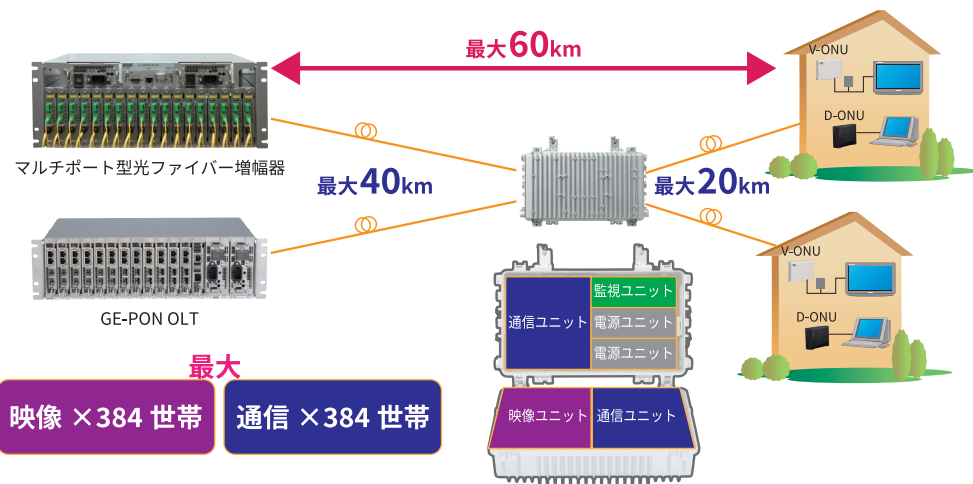 最大60km
V-ONU
D-ONU
マルチポート型光ファイバー増幅器
最大40km
最大20km
V-ONU
D-ONU
GE-PON OLT
通信ユニット
監視ユニット
電源ユニット
電源ユニット
映像ユニット
通信ユニット
最大
映像 ×384 世帯
通信 ×384 世帯